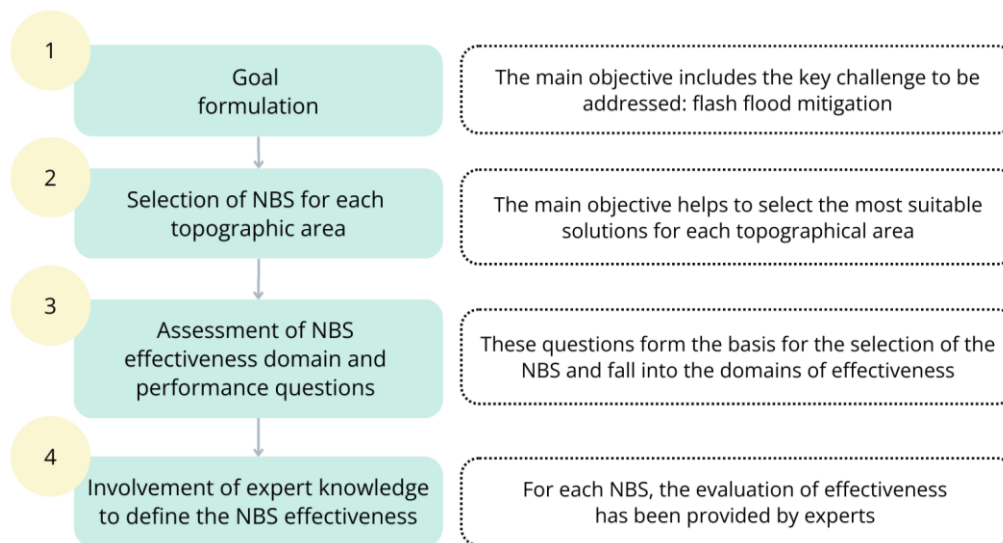 1
Goal
formulation
The main objective includes the key challenge to be
addressed: flash flood mitigation
2
Selection of NBS for each
topographic area
The main objective helps to select the most suitable
solutions for each topographical area
3
Assessment of NBS
effectiveness domain and
performance questions
These questions form the basis for the selection of the
NBS and fall into the domains of effectiveness
4
Involvement of expert knowledge
to define the NBS effectiveness
For each NBS, the evaluation of effectiveness
has been provided by experts